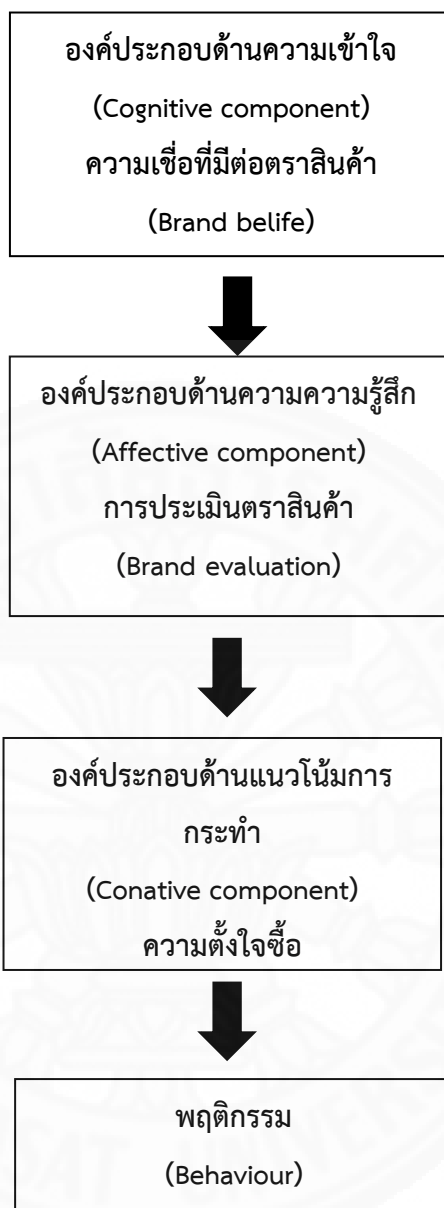 องค์ประกอบด้านความเข้าใจ
(Cognitive component)
ความเชื่อที่มีต่อตราสินค้า
(Brand belife)
องค์ประกอบด้านความความรู้สึก
(Affective component)
การประเมินตราสินค้า
(Brand evaluation)
องค์ประกอบด้านแนวโน้มการ
กระทำ
(Conative component)
ความตั้งใจซื้อ
พฤติกรรม
(Behaviour)